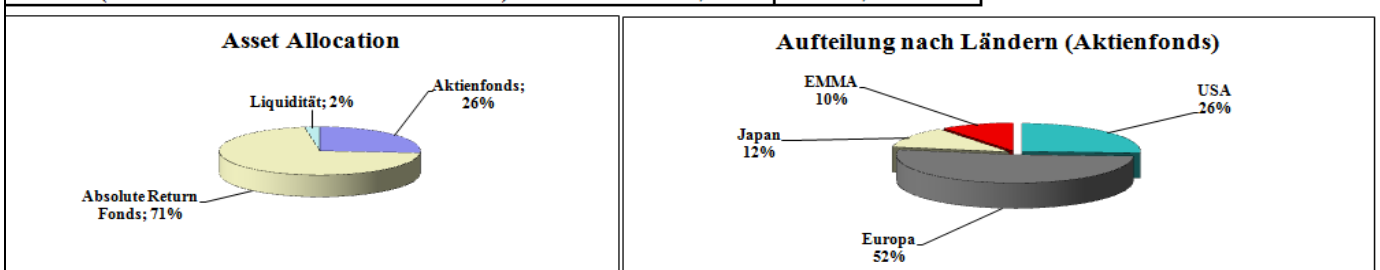 Asset Allocation
Liquidität; 2%
Aktienfonds;
26%
Absolute Return
Fonds; 71%
Aufteilung nach Ländern (Aktienfonds)
EMMA
10%
USA
26%
Japan
12%
Europa
52%